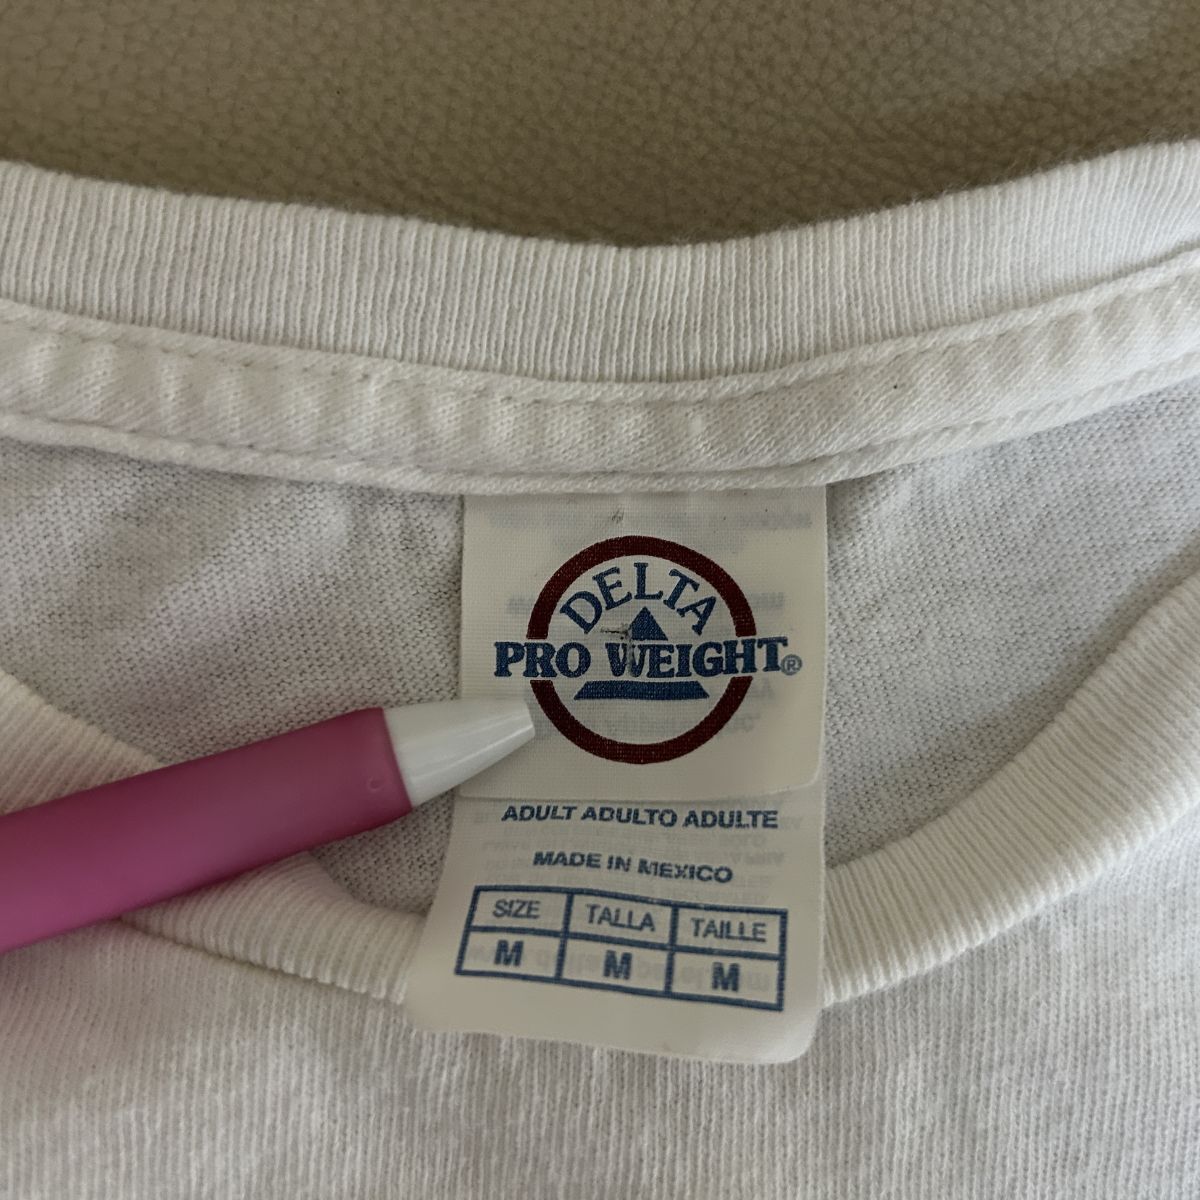 DELTA
PRO WEIGHT®
ADULT ADULTO ADULTE
MADE IN MEXICO
SIZE TALLA TAILLE
M M M